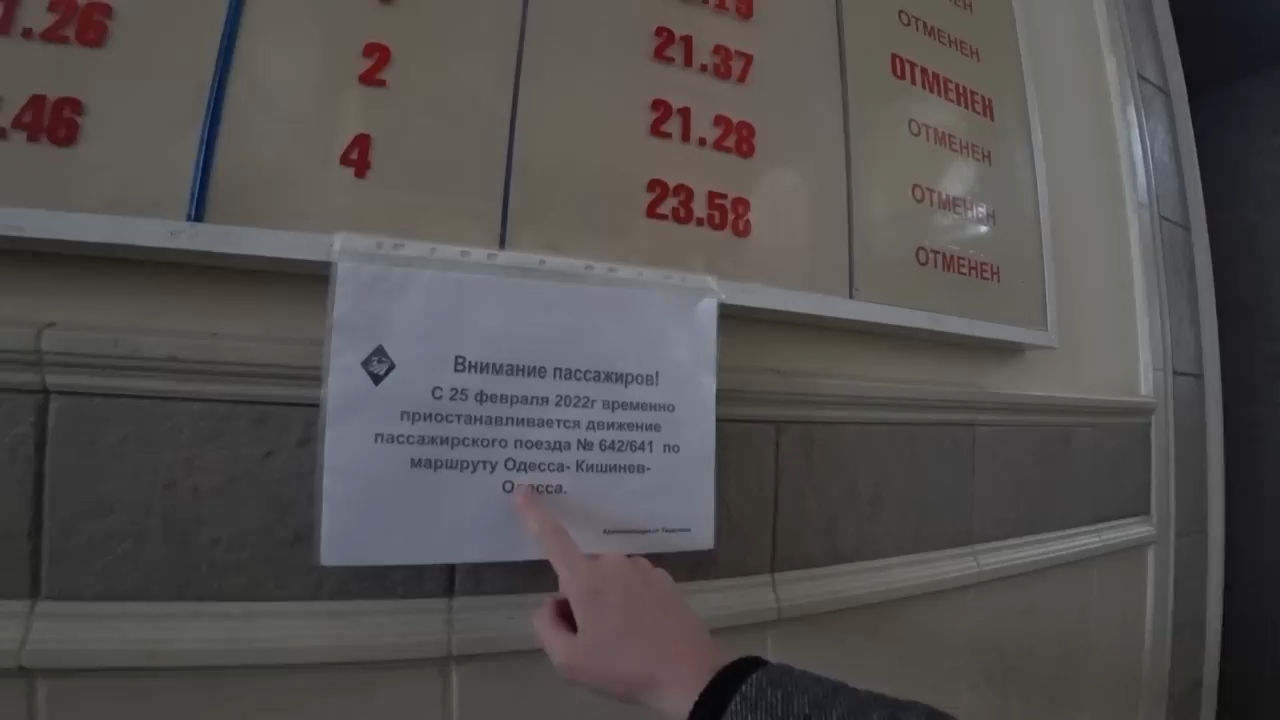 .26
2
21.37
ОТМЕНЕН
ОТМЕНЕН
.46
4
21.28
ОТМЕНЕН
23.58
ОТМЕНЕН
ОТМЕНЕН
Внимание пассажиров!
С 25 февраля 2022г временно
приостанавливается движение
пассажирского поезда № 642/641 по
маршруту Одесса- Кишинев-
Одесса.